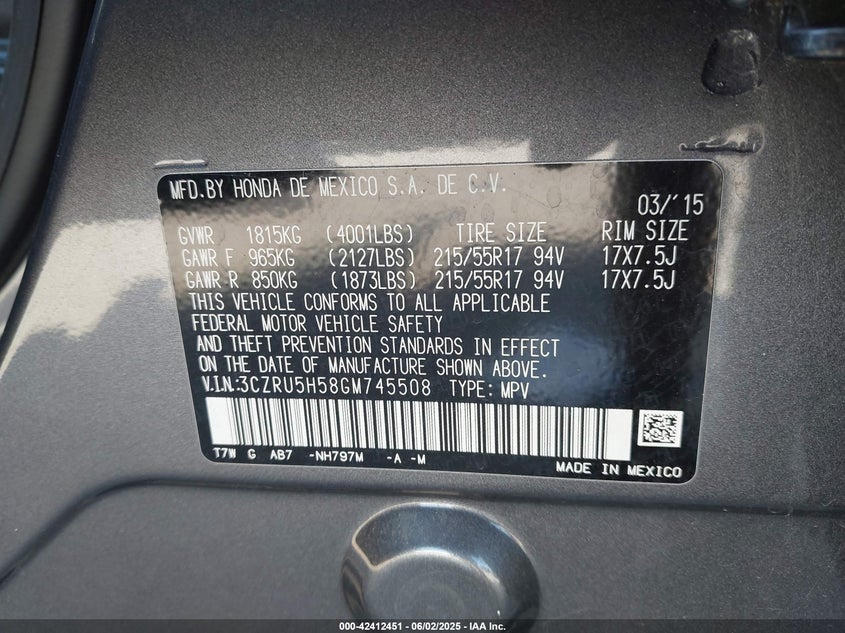 MFD.BY HONDA DE MEXICO S.A. DE C.V.
03/'15
GVWR 1815KG (4001LBS) TIRE SIZE RIM SIZE
GAWR F 965KG (2127LBS) 215/55R17 94V 17X7.5J
GAWR R 850KG (1873LBS) 215/55R17 94V 17X7.5J
THIS VEHICLE CONFORMS TO ALL APPLICABLE
FEDERAL MOTOR VEHICLE SAFETY
AND THEFT PREVENTION STANDARDS IN EFFECT
ON THE DATE OF MANUFACTURE SHOWN ABOVE.
V.I.N:3CZRU5H58GM745508 TYPE: MPV
T7W G AB7 -NH797M -A -M
MADE IN MEXICO
000-42412451 - 06/02/2025 - IAA Inc.